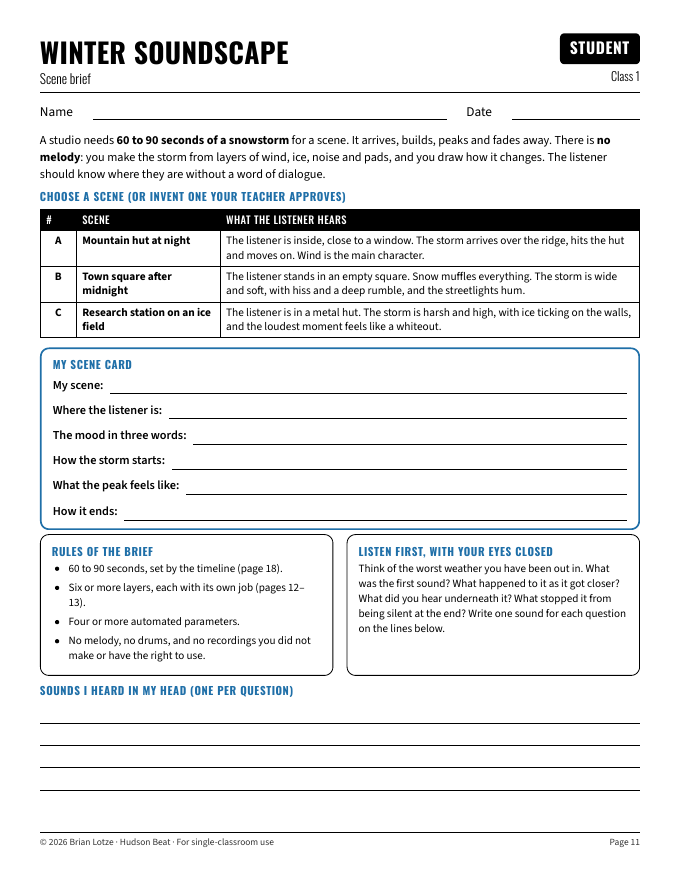 WINTER SOUNDSCAPE
STUDENT
Scene brief
Class 1
Name
Date
A studio needs 60 to 90 seconds of a snowstorm for a scene. It arrives, builds, peaks and fades away. There is no
melody: you make the storm from layers of wind, ice, noise and pads, and you draw how it changes. The listener
should know where they are without a word of dialogue.
CHOOSE A SCENE (OR INVENT ONE YOUR TEACHER APPROVES)
# SCENE WHAT THE LISTENER HEARS
A Mountain hut at night The listener is inside, close to a window. The storm arrives over the ridge, hits the hut
and moves on. Wind is the main character.
B Town square after The listener stands in an empty square. Snow muffles everything. The storm is wide
midnight and soft, with hiss and a deep rumble, and the streetlights hum.
C Research station on an ice The listener is in a metal hut. The storm is harsh and high, with ice ticking on the walls,
field and the loudest moment feels like a whiteout.
MY SCENE CARD
My scene:
Where the listener is:
The mood in three words:
How the storm starts:
What the peak feels like:
How it ends:
RULES OF THE BRIEF
• 60 to 90 seconds, set by the timeline (page 18).
• Six or more layers, each with its own job (pages 12–
13).
• Four or more automated parameters.
• No melody, no drums, and no recordings you did not
make or have the right to use.
LISTEN FIRST, WITH YOUR EYES CLOSED
Think of the worst weather you have been out in. What
was the first sound? What happened to it as it got closer?
What did you hear underneath it? What stopped it from
being silent at the end? Write one sound for each question
on the lines below.
SOUNDS I HEARD IN MY HEAD (ONE PER QUESTION)
© 2026 Brian Lotze · Hudson Beat · For single-classroom use
Page 11